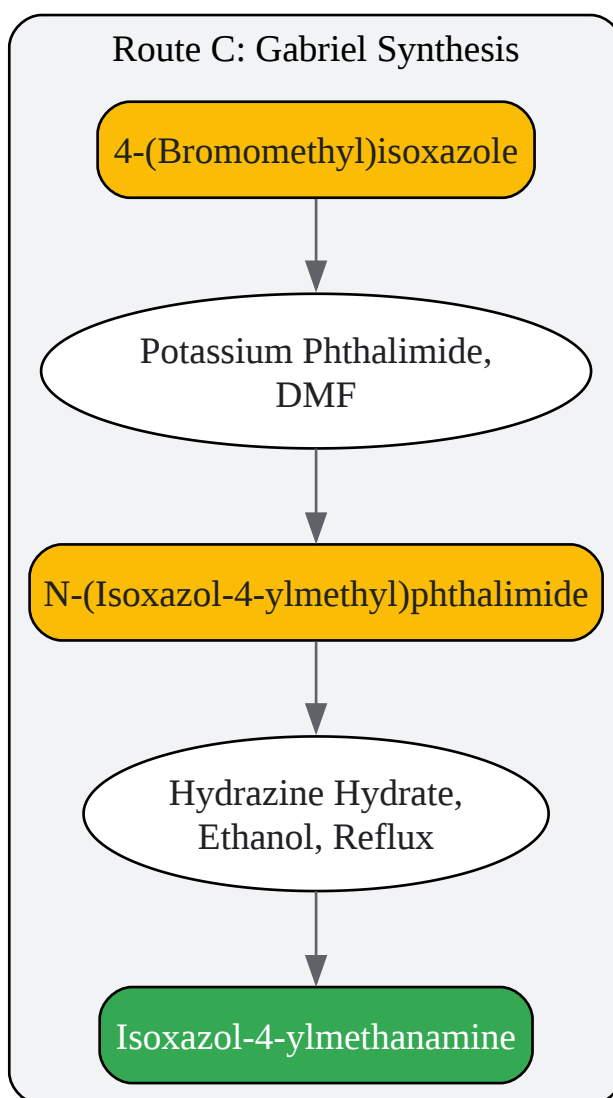 Route C: Gabriel Synthesis
4-(Bromomethyl)isoxazole
Potassium Phthalimide,
DMF
N-(Isoxazol-4-ylmethyl)phthalimide
Hydrazine Hydrate,
Ethanol, Reflux
Isoxazol-4-ylmethanamine